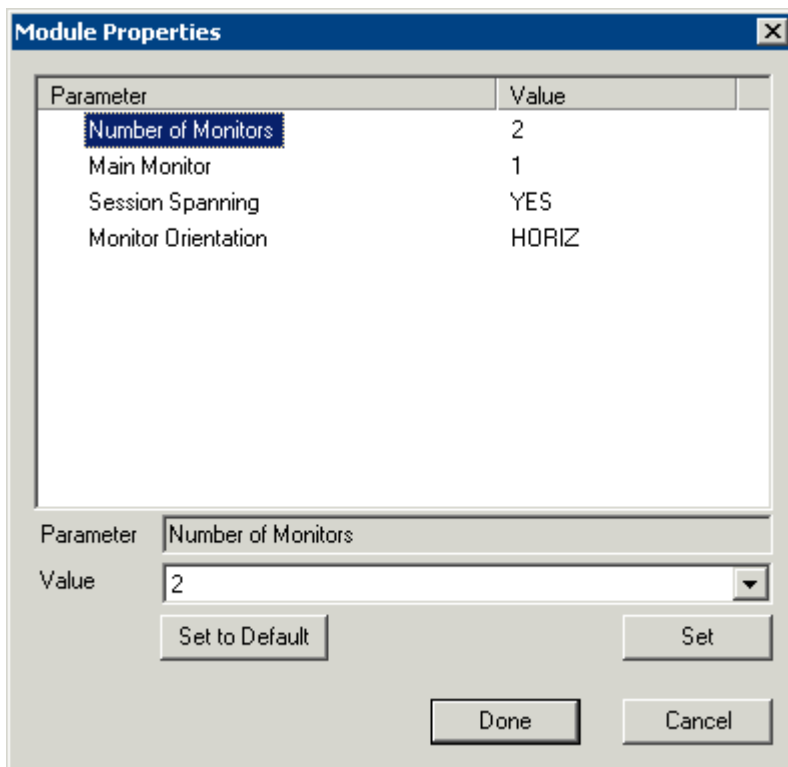 Module Properties
Parameter Value
Number of Monitors 2
Main Monitor 1
Session Spanning YES
Monitor Orientation HORIZ
Parameter Number of Monitors
Value 2
Set to Default Set
Done Cancel